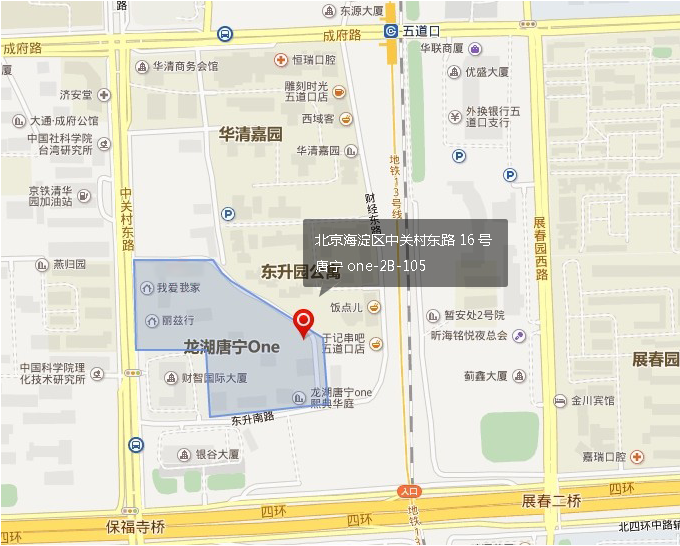 路
东源大厦
成府路
成府路
五道口
厦
华清商务会馆
恒瑞口腔
华联商厦
优盛大厦
济安堂
雕刻时光
五道口店
大通·成府公馆
西域客
外换银行五
道口支行
华清嘉园
中国社科学院
台湾研究所
华清嘉园
地铁13号线
京铁清华
园加油站
中关村东路
财经东路
展春园西路
北京海淀区中关村东路 16 号
唐宁 one-2B-105
燕归园
东升园公寓
我爱我家
饭点儿
丽兹行
暂安处2号院
龙湖唐宁One
于记串吧
五道口店
昕海铭悦夜总会
展春园
中国科学院理
化技术研究所
财智国际大厦
蓟鑫大厦
龙湖唐宁one
熙典华庭
金川宾馆
东升南路
银谷大厦
嘉瑞口腔
入口
四环
展春二桥
四环
四环
地铁
保福寺桥
北四环中路辅